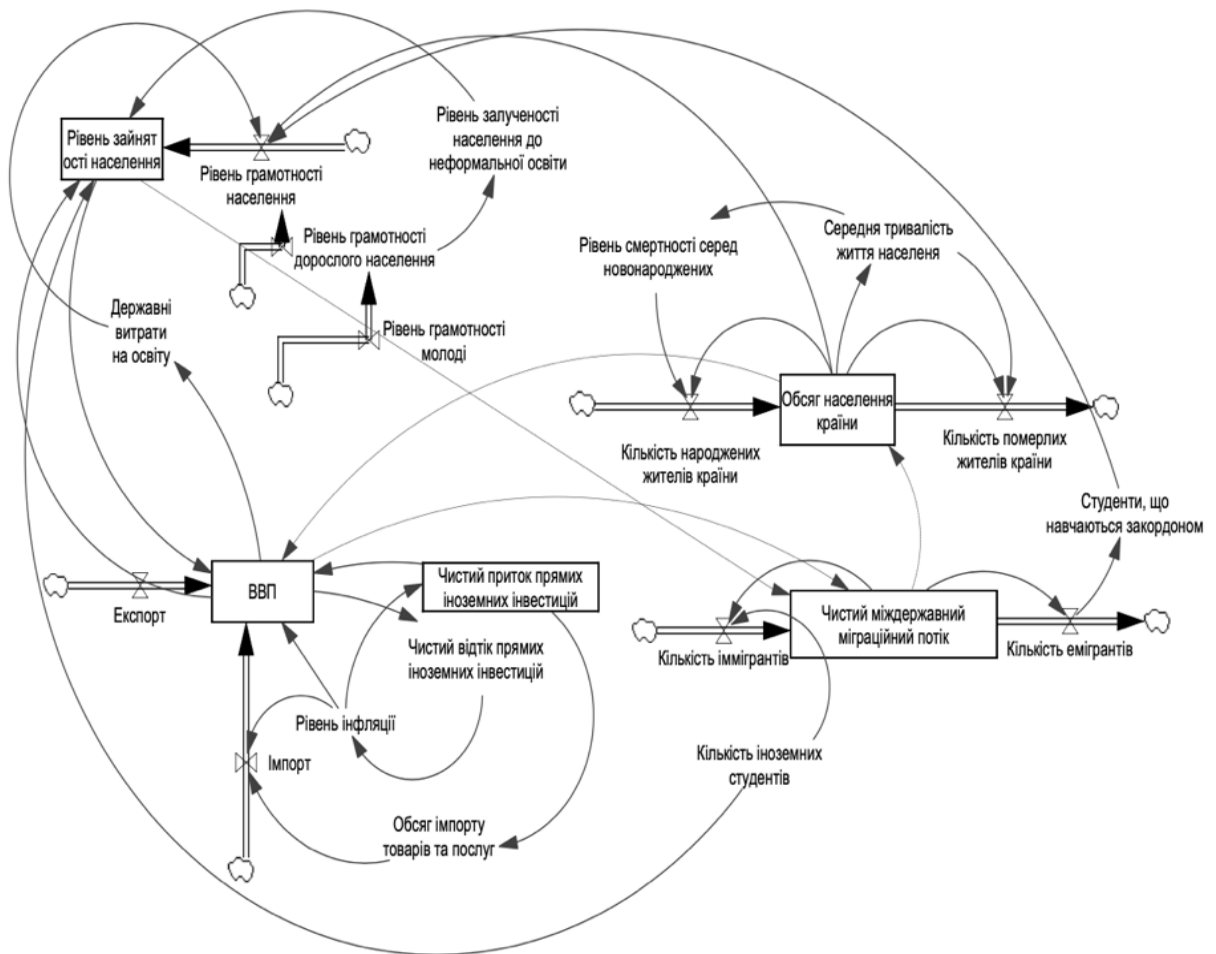 Рівень зайнят
ості населення
Рівень грамотності
населення
Рівень залученості
населення до
неформальної освіти
Рівень грамотності
дорослого населення
Рівень грамотності
молоді
Державні
витрати
на освіту
Рівень смертності серед
новонароджених
Середня тривалість
життя населеня
Обсяг населення
країни
Кількість народжених
жителів країни
Кількість померлих
жителів країни
Студенти, що
навчаються закордоном
ВВП
Експорт
Чистий приток прямих
іноземних інвестицій
Чистий відтік прямих
іноземних інвестицій
Рівень інфляції
Імпорт
Обсяг імпорту
товарів та послуг
Чистий міждержавний
міграційний потік
Кількість іммігрантів
Кількість емігрантів
Кількість іноземних
студентів